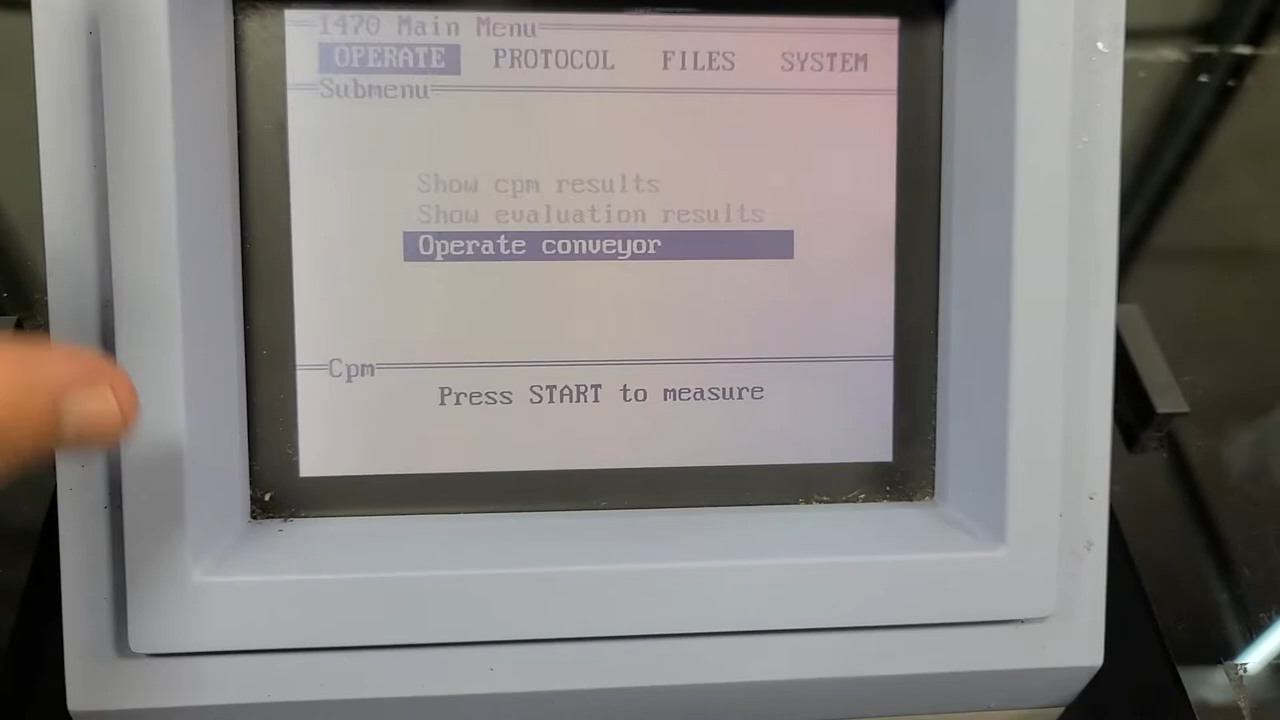 1470 Main Menu
OPERATE PROTOCOL FILES SYSTEM
Submenu
Show cpm results
Show evaluation results
Operate conveyor
Cpm
Press START to measure